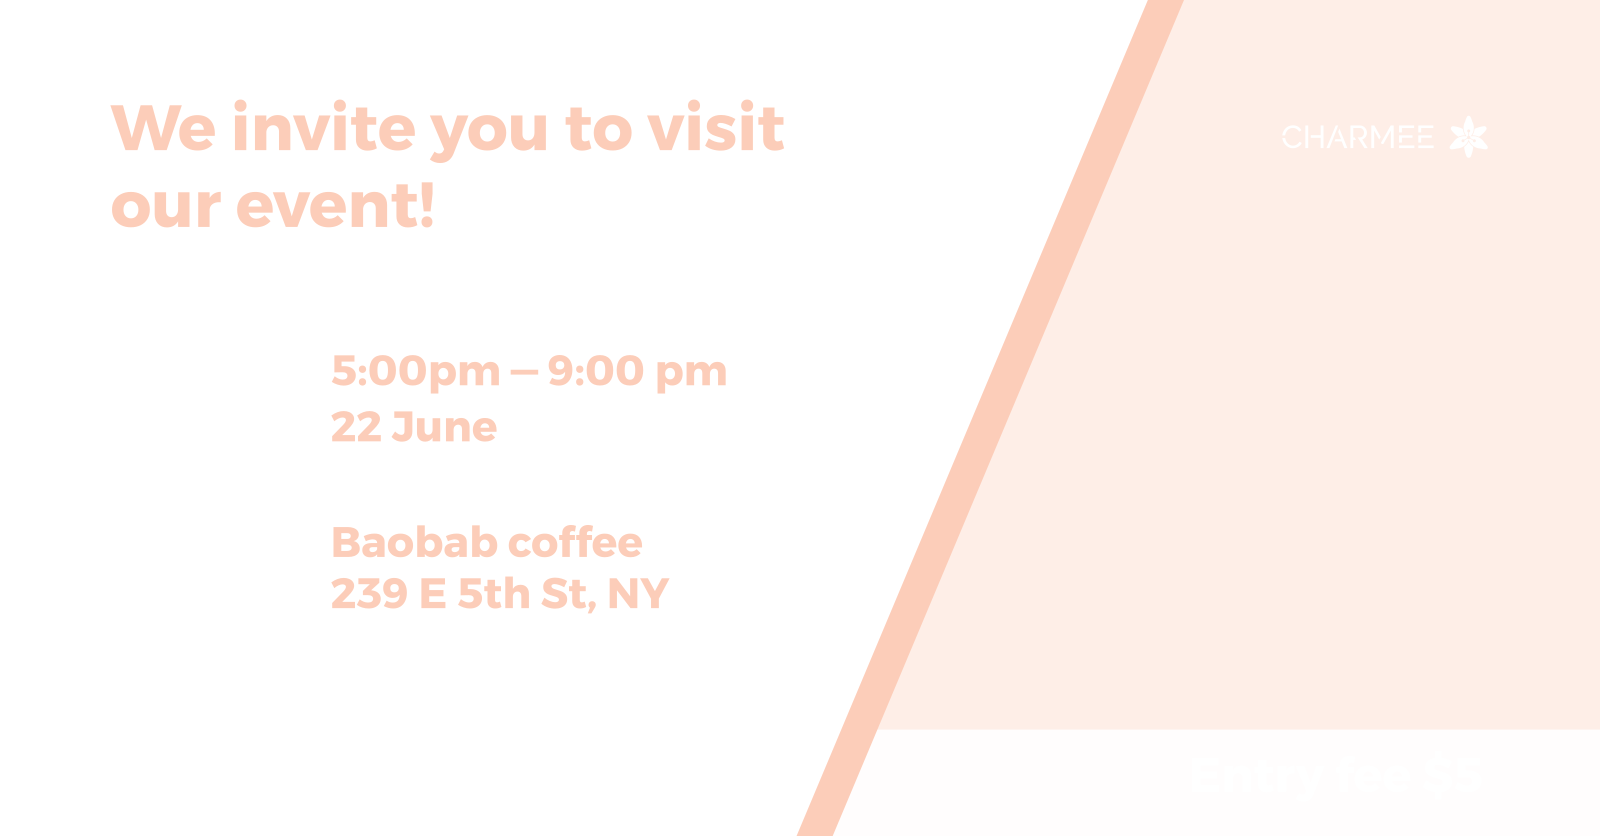 We invite you to visit
our event!
CHARMEE
5:00pm — 9:00 pm
22 June
Baobab coffee
239 E 5th St, NY